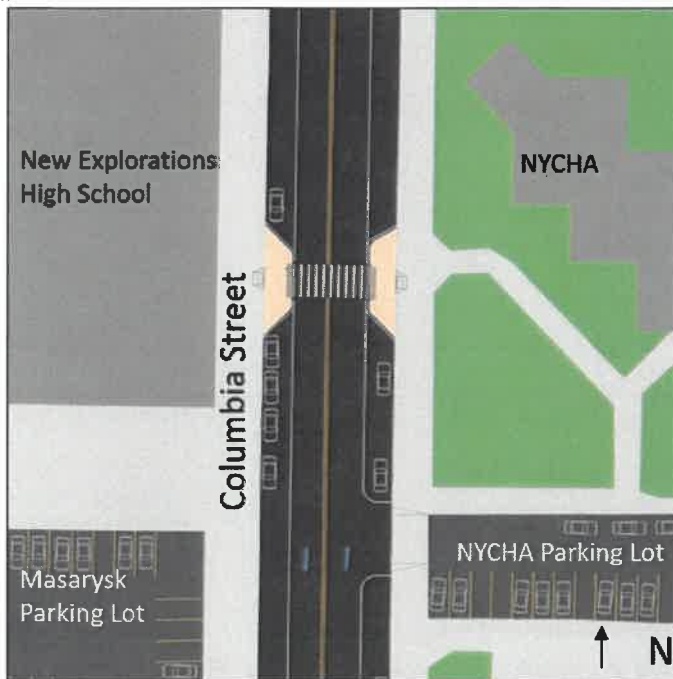 New Explorations
High School
NYCHA
Columbia Street
NYCHA Parking Lot
Masarysk
Parking Lot
N